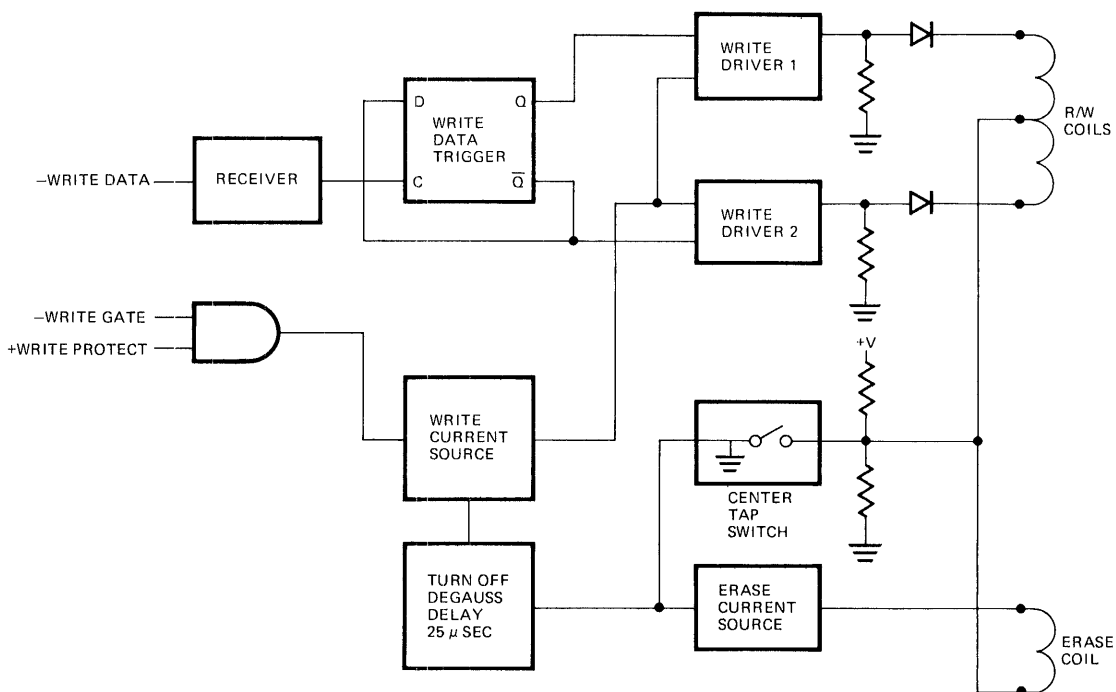 WRITE
DRIVER 1
D
Q
WRITE
DATA
TRIGGER
C
Q̅
R/W
COILS
–WRITE DATA
RECEIVER
WRITE
DRIVER 2
–WRITE GATE
+WRITE PROTECT
+V
WRITE
CURRENT
SOURCE
CENTER
TAP
SWITCH
TURN OFF
DEGAUSS
DELAY
25 µ SEC
ERASE
CURRENT
SOURCE
ERASE
COIL